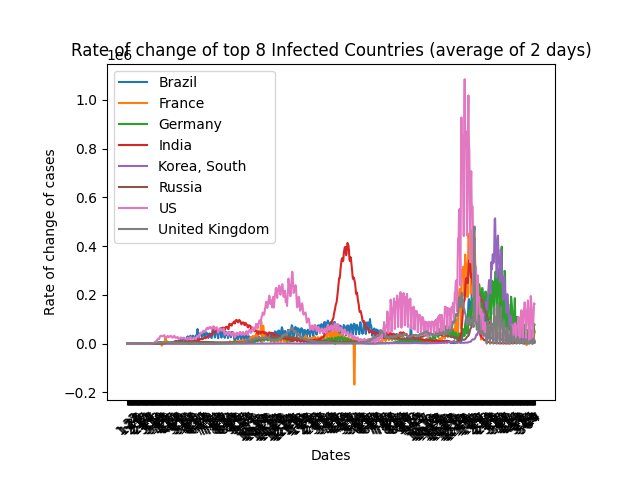 Rate of change of top 8 Infected Countries (average of 2 days)
1e6
Brazil
France
Germany
India
Korea, South
Russia
US
United Kingdom
1.0
0.8
0.6
0.4
0.2
0.0
−0.2
Rate of change of cases
Dates